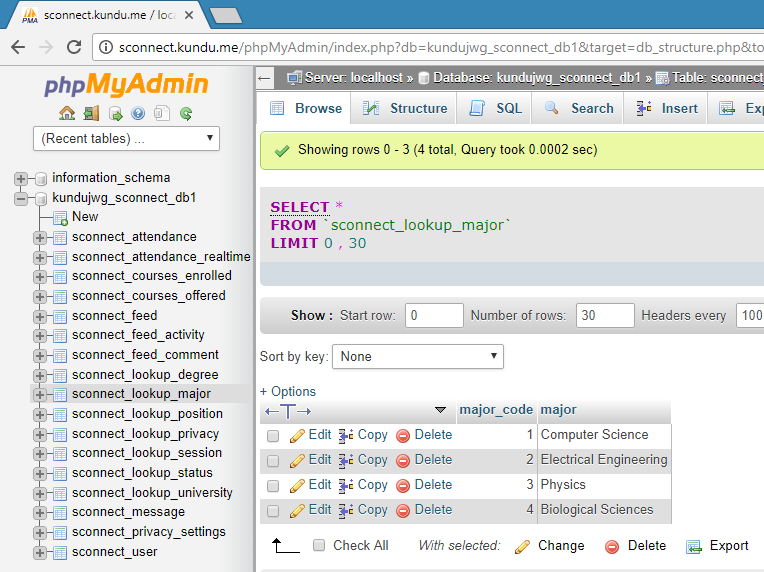 PMA
sconnect.kundu.me / loca
sconnect.kundu.me/phpMyAdmin/index.php?db=kundujwg_sconnect_db1&target=db_structure.php&to
phpMyAdmin
(Recent tables) ...
information_schema
kundujwg_sconnect_db1
New
sconnect_attendance
sconnect_attendance_realtime
sconnect_courses_enrolled
sconnect_courses_offered
sconnect_feed
sconnect_feed_activity
sconnect_feed_comment
sconnect_lookup_degree
sconnect_lookup_major
sconnect_lookup_position
sconnect_lookup_privacy
sconnect_lookup_session
sconnect_lookup_status
sconnect_lookup_university
sconnect_message
sconnect_privacy_settings
sconnect_user
Server: localhost » Database: kundujwg_sconnect_db1 » Table: sconnect
Browse Structure SQL Search Insert Exp
Showing rows 0 - 3 (4 total, Query took 0.0002 sec)
SELECT *
FROM `sconnect_lookup_major`
LIMIT 0 , 30
Show : Start row: 0 Number of rows: 30 Headers every 100
Sort by key: None
+ Options
←T→ major_code major
Edit Copy Delete 1 Computer Science
Edit Copy Delete 2 Electrical Engineering
Edit Copy Delete 3 Physics
Edit Copy Delete 4 Biological Sciences
Check All With selected: Change Delete Export